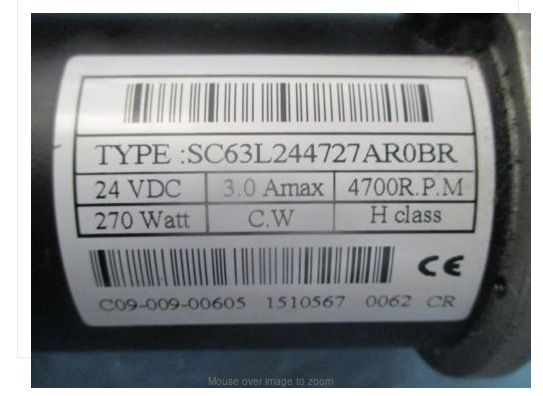 TYPE :SC63L244727AR0BR
24 VDC 3.0 Amax 4700R.P.M
270 Watt C.W H class
CE
C09-009-00605 1510567 0062 CR
Mouse over image to zoom